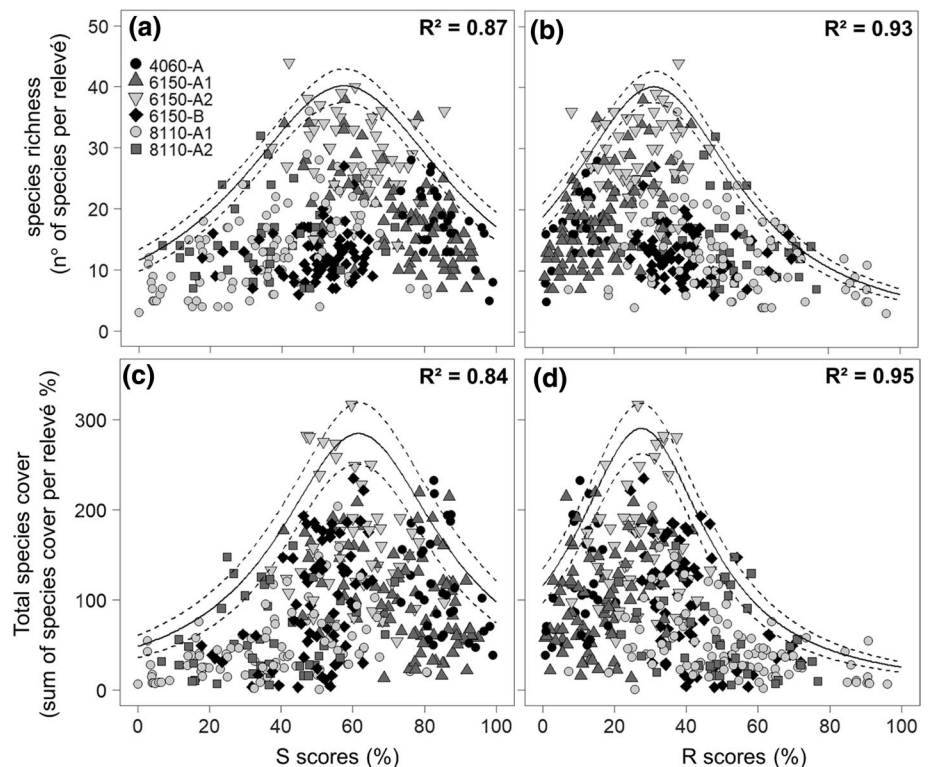 (a)
R² = 0.87
(b)
R² = 0.93
4060-A
6150-A1
6150-A2
6150-B
8110-A1
8110-A2
species richness
(n° of species per relevé)
50
40
30
20
10
0
(c)
R² = 0.84
(d)
R² = 0.95
Total species cover
(sum of species cover per relevé %)
300
200
100
0
0 20 40 60 80 100
0 20 40 60 80 100
S scores (%)
R scores (%)